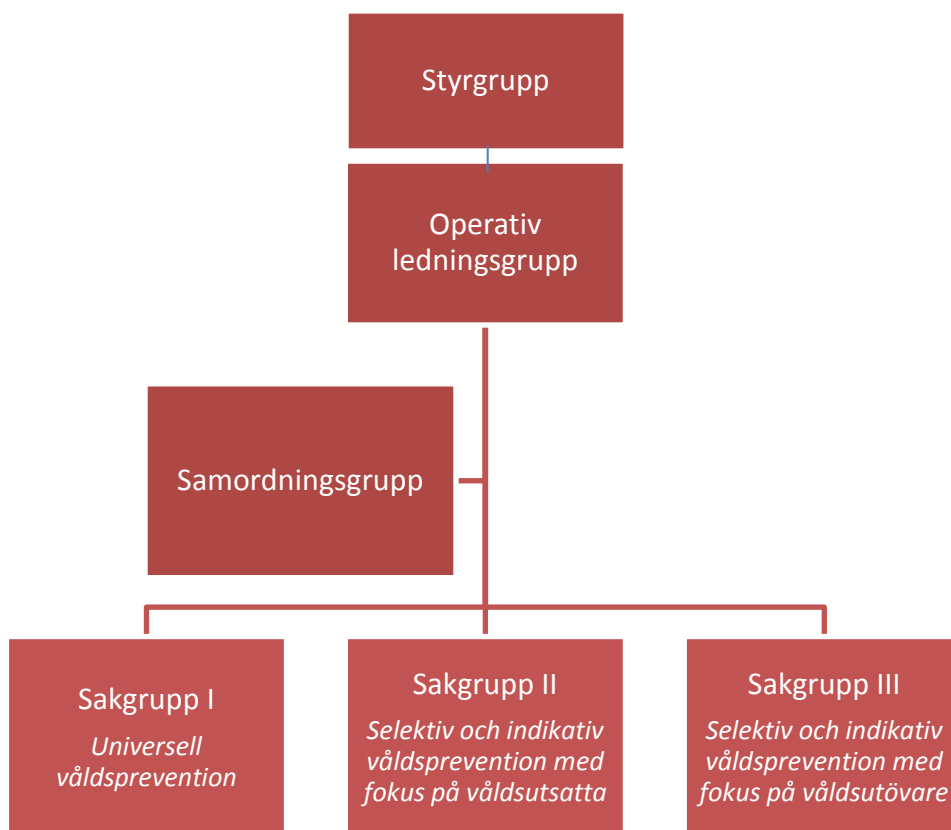 Styrgrupp
Operativ
ledningsgrupp
Samordningsgrupp
Sakgrupp I
Universell
våldsprevention
Sakgrupp II
Selektiv och indikativ
våldsprevention med
fokus på våldsutsatta
Sakgrupp III
Selektiv och indikativ
våldsprevention med
fokus på våldsutövare